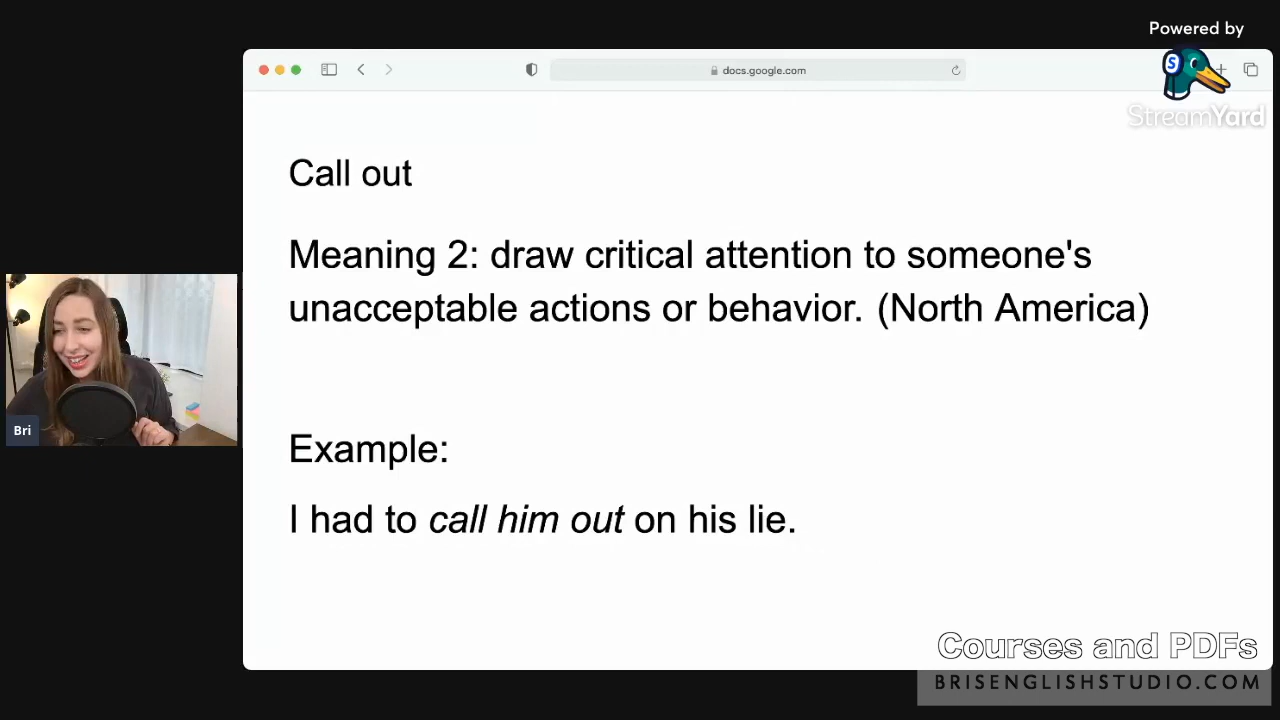 Powered by
docs.google.com
S
StreamYard
Call out
Meaning 2: draw critical attention to someone's
unacceptable actions or behavior. (North America)
Bri
Example:
I had to call him out on his lie.
Courses and PDFs
BRISENGLISHSTUDIO.COM